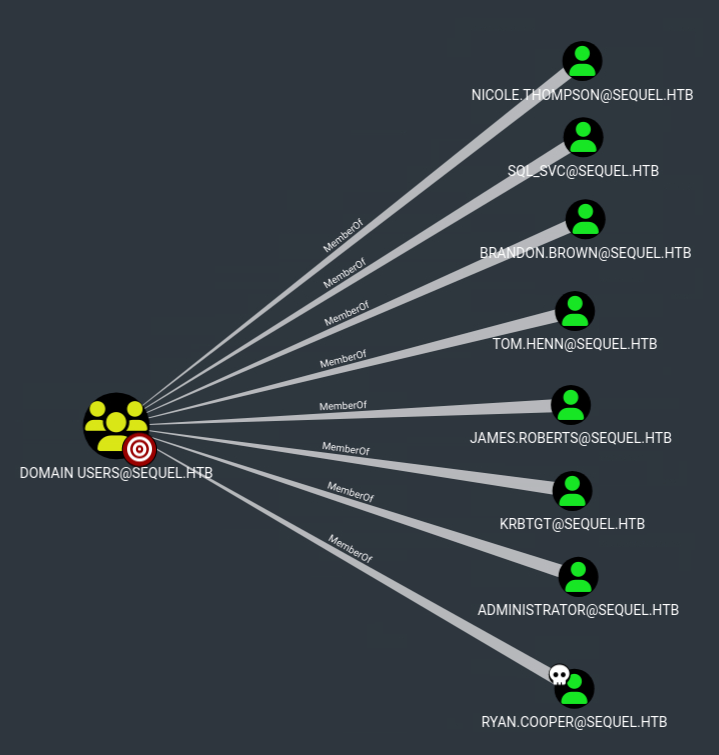 NICOLE.THOMPSON@SEQUEL.HTB
SQL_SVC@SEQUEL.HTB
MemberOf
BRANDON.BROWN@SEQUEL.HTB
MemberOf
MemberOf
TOM.HENN@SEQUEL.HTB
MemberOf
MemberOf
JAMES.ROBERTS@SEQUEL.HTB
MemberOf
DOMAIN USERS@SEQUEL.HTB
MemberOf
KRBTGT@SEQUEL.HTB
MemberOf
ADMINISTRATOR@SEQUEL.HTB
RYAN.COOPER@SEQUEL.HTB